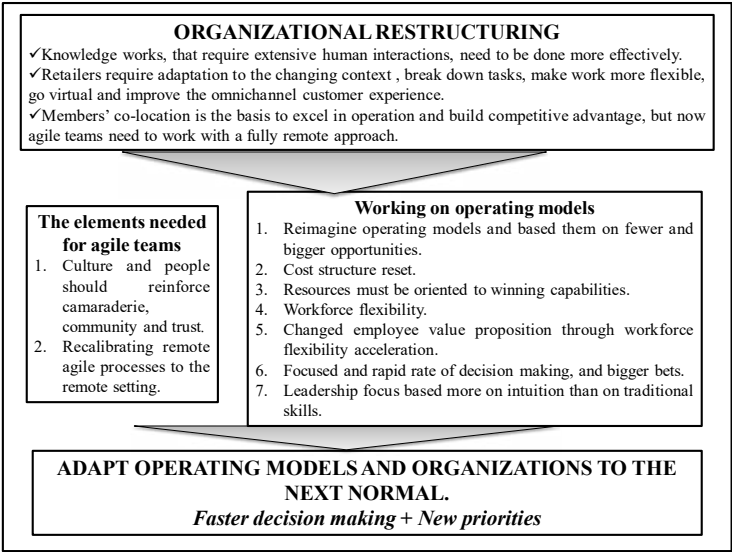 ORGANIZATIONAL RESTRUCTURING
✓Knowledge works, that require extensive human interactions, need to be done more effectively.
✓Retailers require adaptation to the changing context , break down tasks, make work more flexible,
go virtual and improve the omnichannel customer experience.
✓Members' co-location is the basis to excel in operation and build competitive advantage, but now
agile teams need to work with a fully remote approach.
The elements needed
for agile teams
1. Culture and people
should reinforce
camaraderie,
community and trust.
2. Recalibrating remote
agile processes to the
remote setting.
Working on operating models
1. Reimagine operating models and based them on fewer and
bigger opportunities.
2. Cost structure reset.
3. Resources must be oriented to winning capabilities.
4. Workforce flexibility.
5. Changed employee value proposition through workforce
flexibility acceleration.
6. Focused and rapid rate of decision making, and bigger bets.
7. Leadership focus based more on intuition than on traditional
skills.
ADAPT OPERATING MODELS AND ORGANIZATIONS TO THE
NEXT NORMAL.
Faster decision making + New priorities